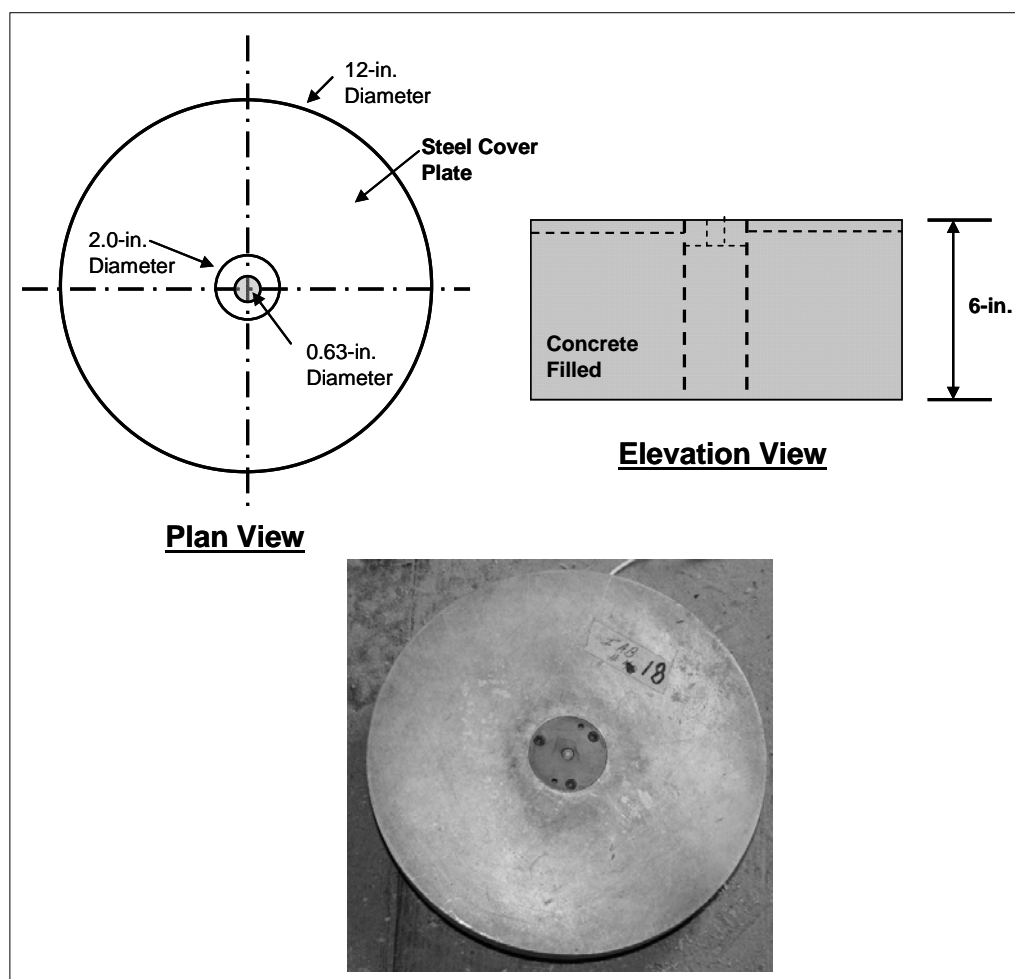 12-in.
Diameter
Steel Cover
Plate
2.0-in.
Diameter
0.63-in.
Diameter
Plan View
Concrete
Filled
6-in.
Elevation View
18